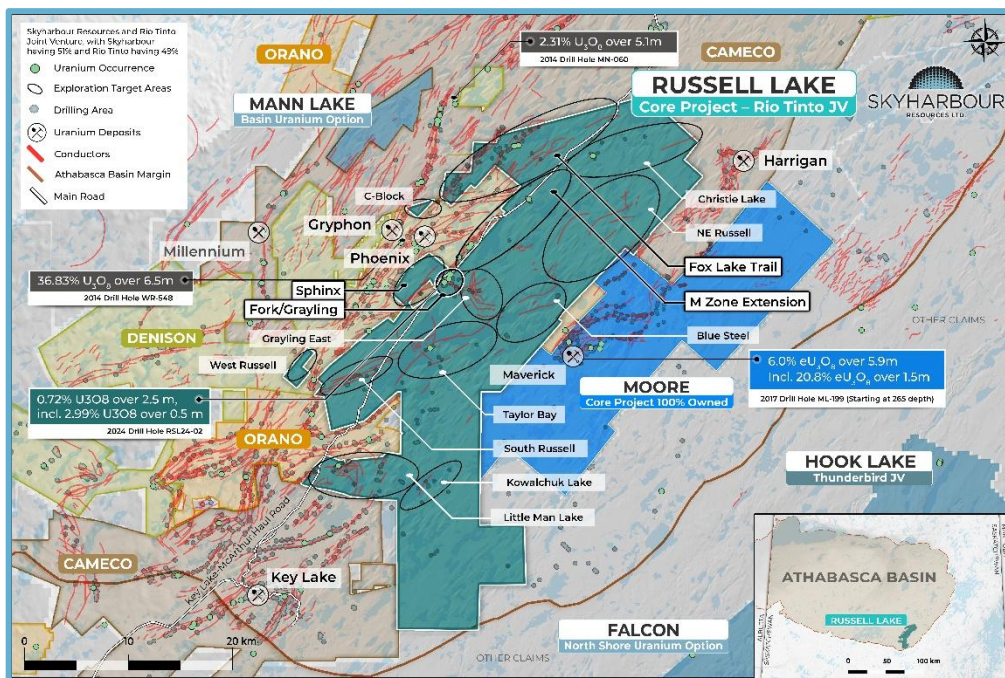 Skyharbour Resources and Rio Tinto
Joint Venture, with Skyharbour
having 51% and Rio Tinto having 49%
Uranium Occurrence
Exploration Target Areas
Drilling Area
Uranium Deposits
Conductors
Athabasca Basin Margin
Main Road
ORANO
2.31% U₃O₈ over 5.1m
2014 Drill Hole MN-060
CAMECO
RUSSELL LAKE
Core Project – Rio Tinto JV
SKYHARBOUR
RESOURCES LTD.
MANN LAKE
Basin Uranium Option
Harrigan
C-Block
Christie Lake
Gryphon
NE Russell
Millennium
Phoenix
Fox Lake Trail
36.83% U₃O₈ over 6.5m
2014 Drill Hole WR-548
Sphinx
M Zone Extension
Fork/Grayling
OTHER CLAIMS
DENISON
Grayling East
Blue Steel
West Russell
Maverick
6.0% eU₃O₈ over 5.9m
Incl. 20.8% eU₃O₈ over 1.5m
2017 Drill Hole ML-199 (Starting at 265 depth)
0.72% U3O8 over 2.5 m,
incl. 2.99% U3O8 over 0.5 m
2024 Drill Hole RSL24-02
MOORE
Core Project 100% Owned
Taylor Bay
ORANO
South Russell
HOOK LAKE
Thunderbird JV
Kowalchuk Lake
Little Man Lake
Key Lake-McArthur Haul Road
CAMECO
Key Lake
ATHABASCA BASIN
RUSSELL LAKE
FALCON
North Shore Uranium Option
0 10 20 km
OTHER CLAIMS
0 50 100 km